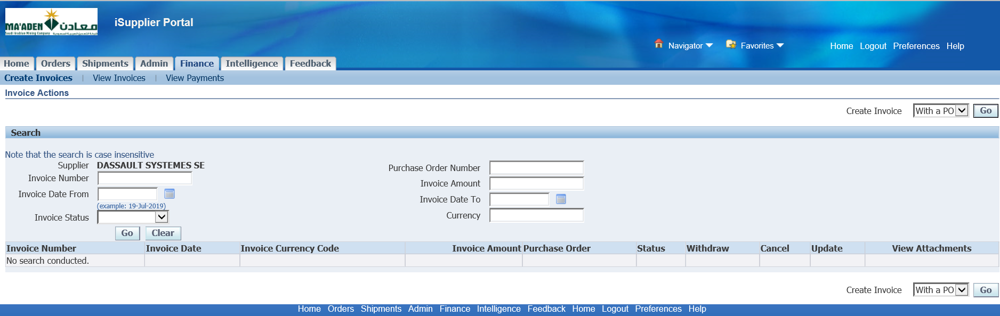 MA'ADEN معادن
Saudi Arabian Mining Company شركة التعدين العربية السعودية
iSupplier Portal
Navigator Favorites Home Logout Preferences Help
Home Orders Shipments Admin Finance Intelligence Feedback
Create Invoices | View Invoices | View Payments
Invoice Actions
Create Invoice With a PO Go
Search
Note that the search is case insensitive
Supplier DASSAULT SYSTEMES SE
Purchase Order Number
Invoice Number
Invoice Amount
Invoice Date From
Invoice Date To
(example: 19-Jul-2019)
Invoice Status
Currency
Go Clear
Invoice Number Invoice Date Invoice Currency Code Invoice Amount Purchase Order Status Withdraw Cancel Update View Attachments
No search conducted.
Create Invoice With a PO Go
Home Orders Shipments Admin Finance Intelligence Feedback Home Logout Preferences Help